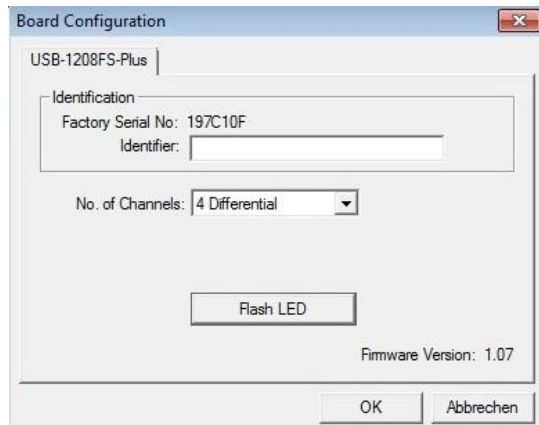 Board Configuration
USB-1208FS-Plus
Identification
Factory Serial No: 197C10F
Identifier:
No. of Channels: 4 Differential
Flash LED
Firmware Version: 1.07
OK Abbrechen